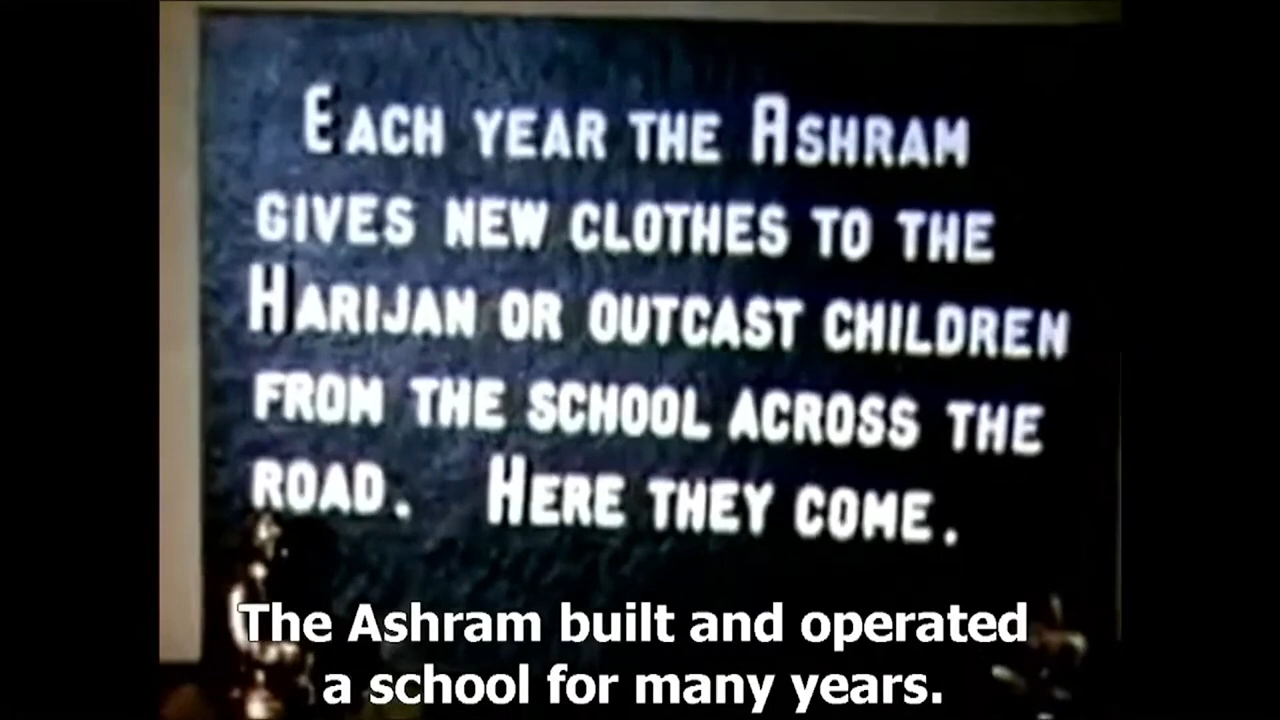 EACH YEAR THE ASHRAM
GIVES NEW CLOTHES TO THE
HARIJAN OR OUTCAST CHILDREN
FROM THE SCHOOL ACROSS THE
ROAD. HERE THEY COME.
The Ashram built and operated
a school for many years.